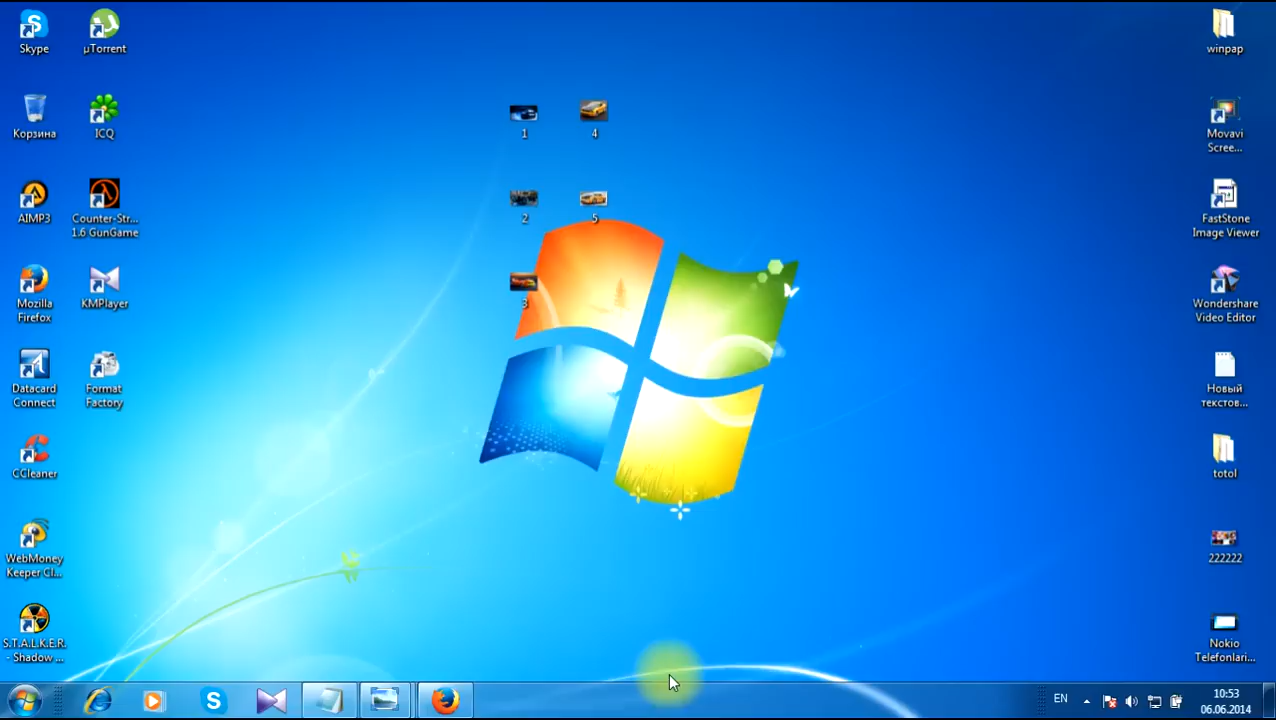 Skype
µTorrent
Корзина
ICQ
AIMP3
Counter-Str...
1.6 GunGame
Mozilla
Firefox
KMPlayer
Datacard
Connect
Format
Factory
CCleaner
WebMoney
Keeper Cl...
S.T.A.L.K.E.R.
- Shadow ...
1
4
2
5
3
winpap
Movavi
Scree...
FastStone
Image Viewer
Wondershare
Video Editor
Новый
текстов...
totol
222222
Nokio
Telefonlari...
EN
10:53
06.06.2014